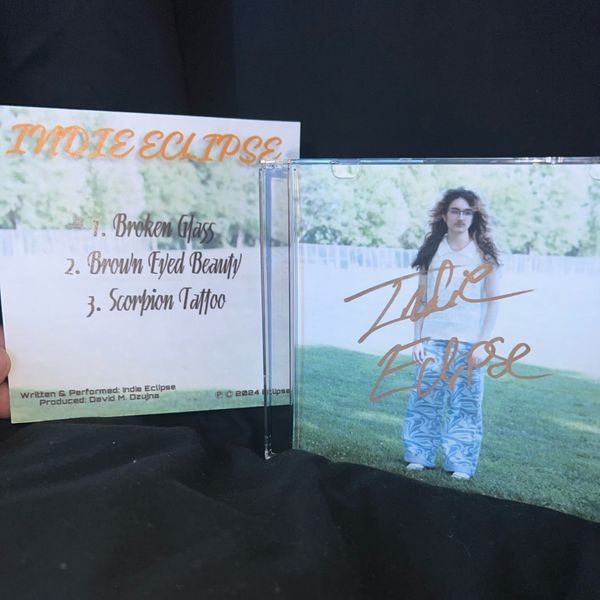 INDIE ECLIPSE
1. Broken Glass
2. Brown Eyed Beauty
3. Scorpion Tattoo
Written & Performed: Indie Eclipse
Produced: David M. Dzujna
℗ © 2024 Eclipse
Indie
Eclipse